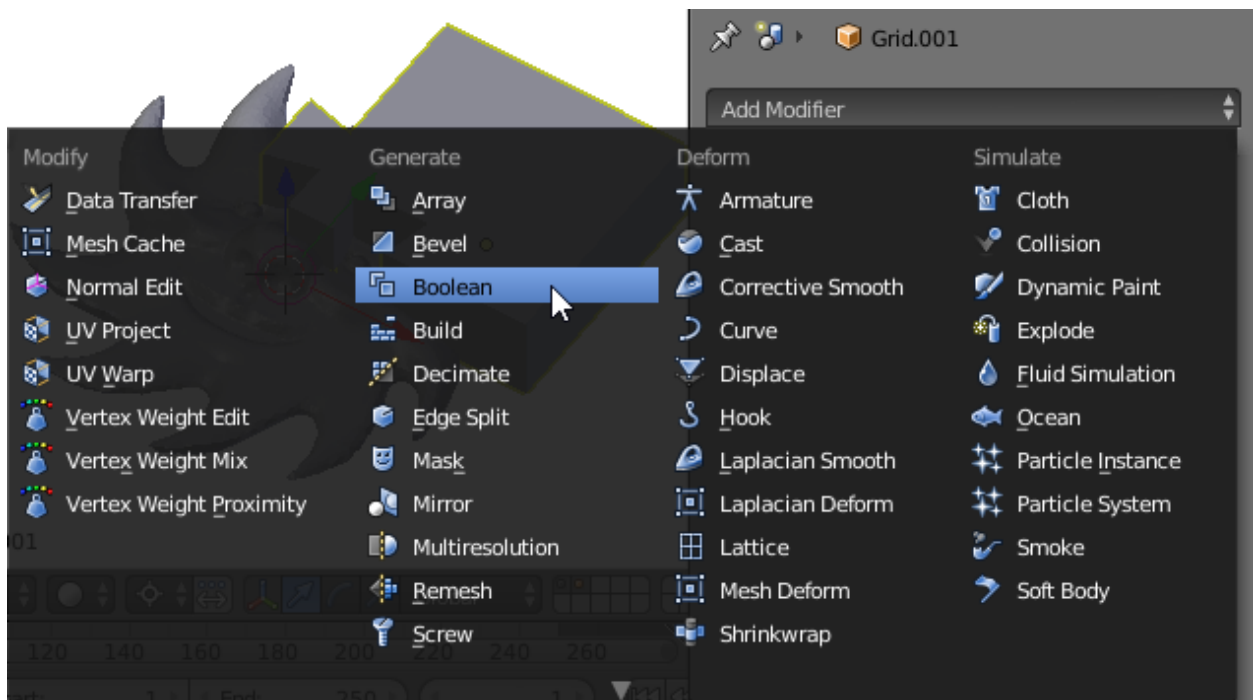 Grid.001
Add Modifier
Modify
Data Transfer
Mesh Cache
Normal Edit
UV Project
UV Warp
Vertex Weight Edit
Vertex Weight Mix
Vertex Weight Proximity
Generate
Array
Bevel
Boolean
Build
Decimate
Edge Split
Mask
Mirror
Multiresolution
Remesh
Screw
Deform
Armature
Cast
Corrective Smooth
Curve
Displace
Hook
Laplacian Smooth
Laplacian Deform
Lattice
Mesh Deform
Shrinkwrap
Simulate
Cloth
Collision
Dynamic Paint
Explode
Fluid Simulation
Ocean
Particle Instance
Particle System
Smoke
Soft Body
001
120 140 160 180 200 220 240 260
End: 250 1